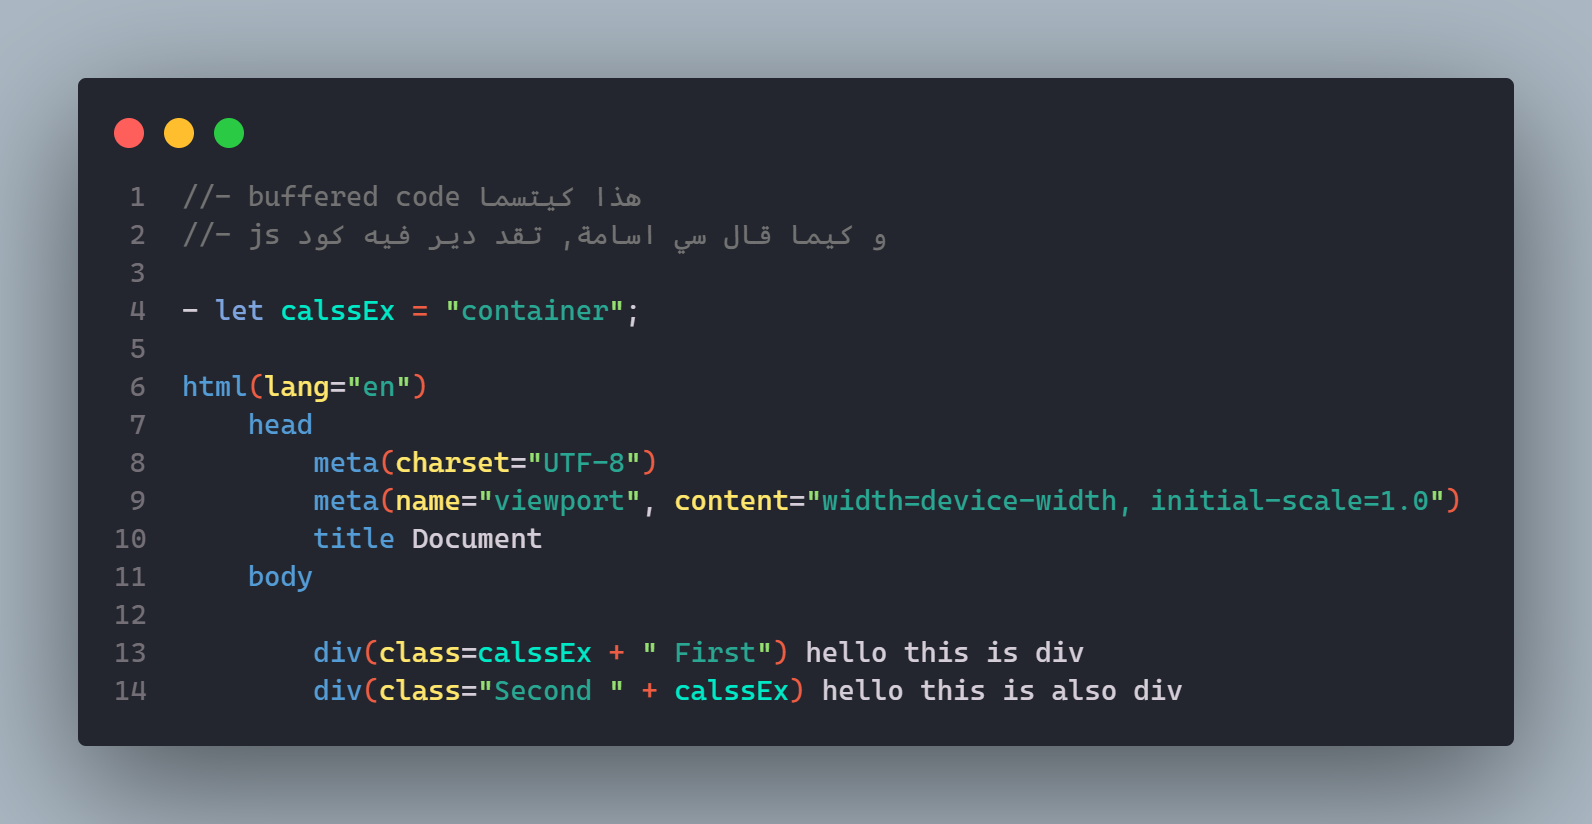 1 //- buffered code هذا كيتسما
2 //- js و كيما قال سي اسامة, تقد دير فيه كود
3
4 - let calssEx = "container";
5
6 html(lang="en")
7     head
8         meta(charset="UTF-8")
9         meta(name="viewport", content="width=device-width, initial-scale=1.0")
10         title Document
11     body
12
13         div(class=calssEx + " First") hello this is div
14         div(class="Second " + calssEx) hello this is also div